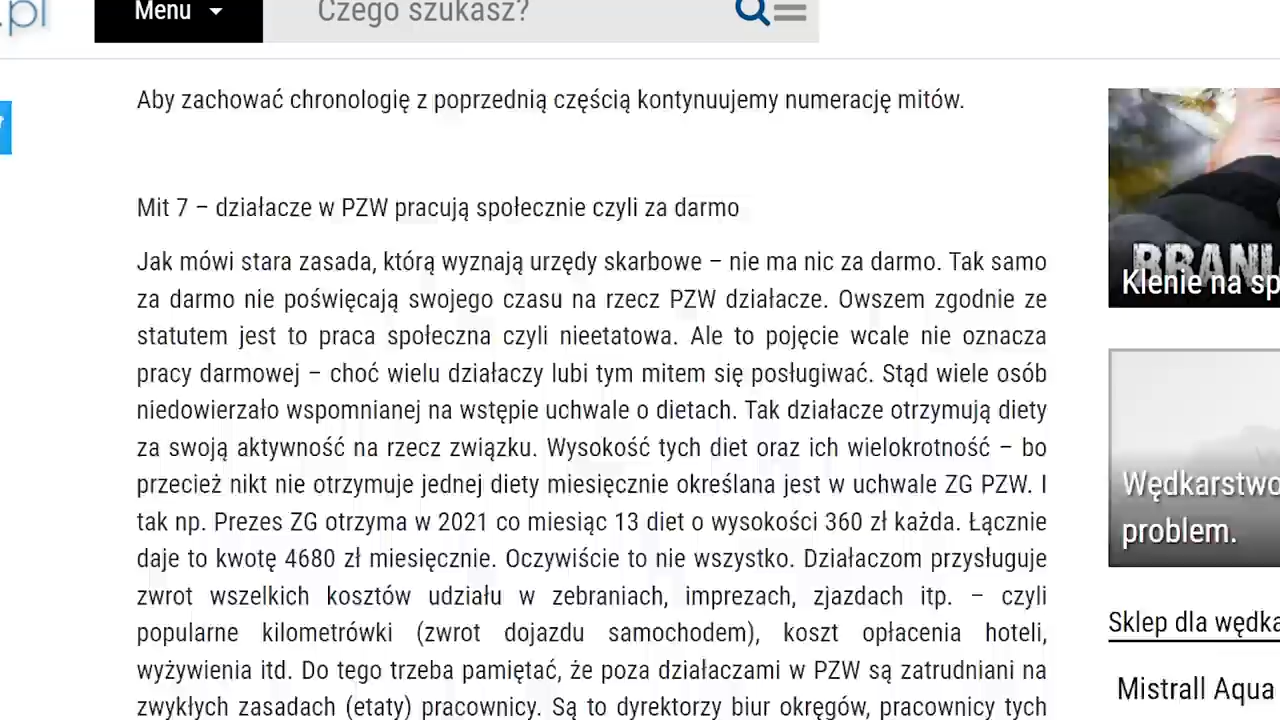 .pl
Menu
Czego szukasz?
Aby zachować chronologię z poprzednią częścią kontynuujemy numerację mitów.
Mit 7 – działacze w PZW pracują społecznie czyli za darmo
Jak mówi stara zasada, którą wyznają urzędy skarbowe – nie ma nic za darmo. Tak samo
za darmo nie poświęcają swojego czasu na rzecz PZW działacze. Owszem zgodnie ze
statutem jest to praca społeczna czyli nieetatowa. Ale to pojęcie wcale nie oznacza
pracy darmowej – choć wielu działaczy lubi tym mitem się posługiwać. Stąd wiele osób
niedowierzało wspomnianej na wstępie uchwale o dietach. Tak działacze otrzymują diety
za swoją aktywność na rzecz związku. Wysokość tych diet oraz ich wielokrotność – bo
przecież nikt nie otrzymuje jednej diety miesięcznie określana jest w uchwale ZG PZW. I
tak np. Prezes ZG otrzyma w 2021 co miesiąc 13 diet o wysokości 360 zł każda. Łącznie
daje to kwotę 4680 zł miesięcznie. Oczywiście to nie wszystko. Działaczom przysługuje
zwrot wszelkich kosztów udziału w zebraniach, imprezach, zjazdach itp. – czyli
popularne kilometrówki (zwrot dojazdu samochodem), koszt opłacenia hoteli,
wyżywienia itd. Do tego trzeba pamiętać, że poza działaczami w PZW są zatrudniani na
zwykłych zasadach (etaty) pracownicy. Są to dyrektorzy biur okręgów, pracownicy tych
BRANI
Klenie na sp
Wędkarstwo
problem.
Sklep dla wędka
Mistrall Aqua